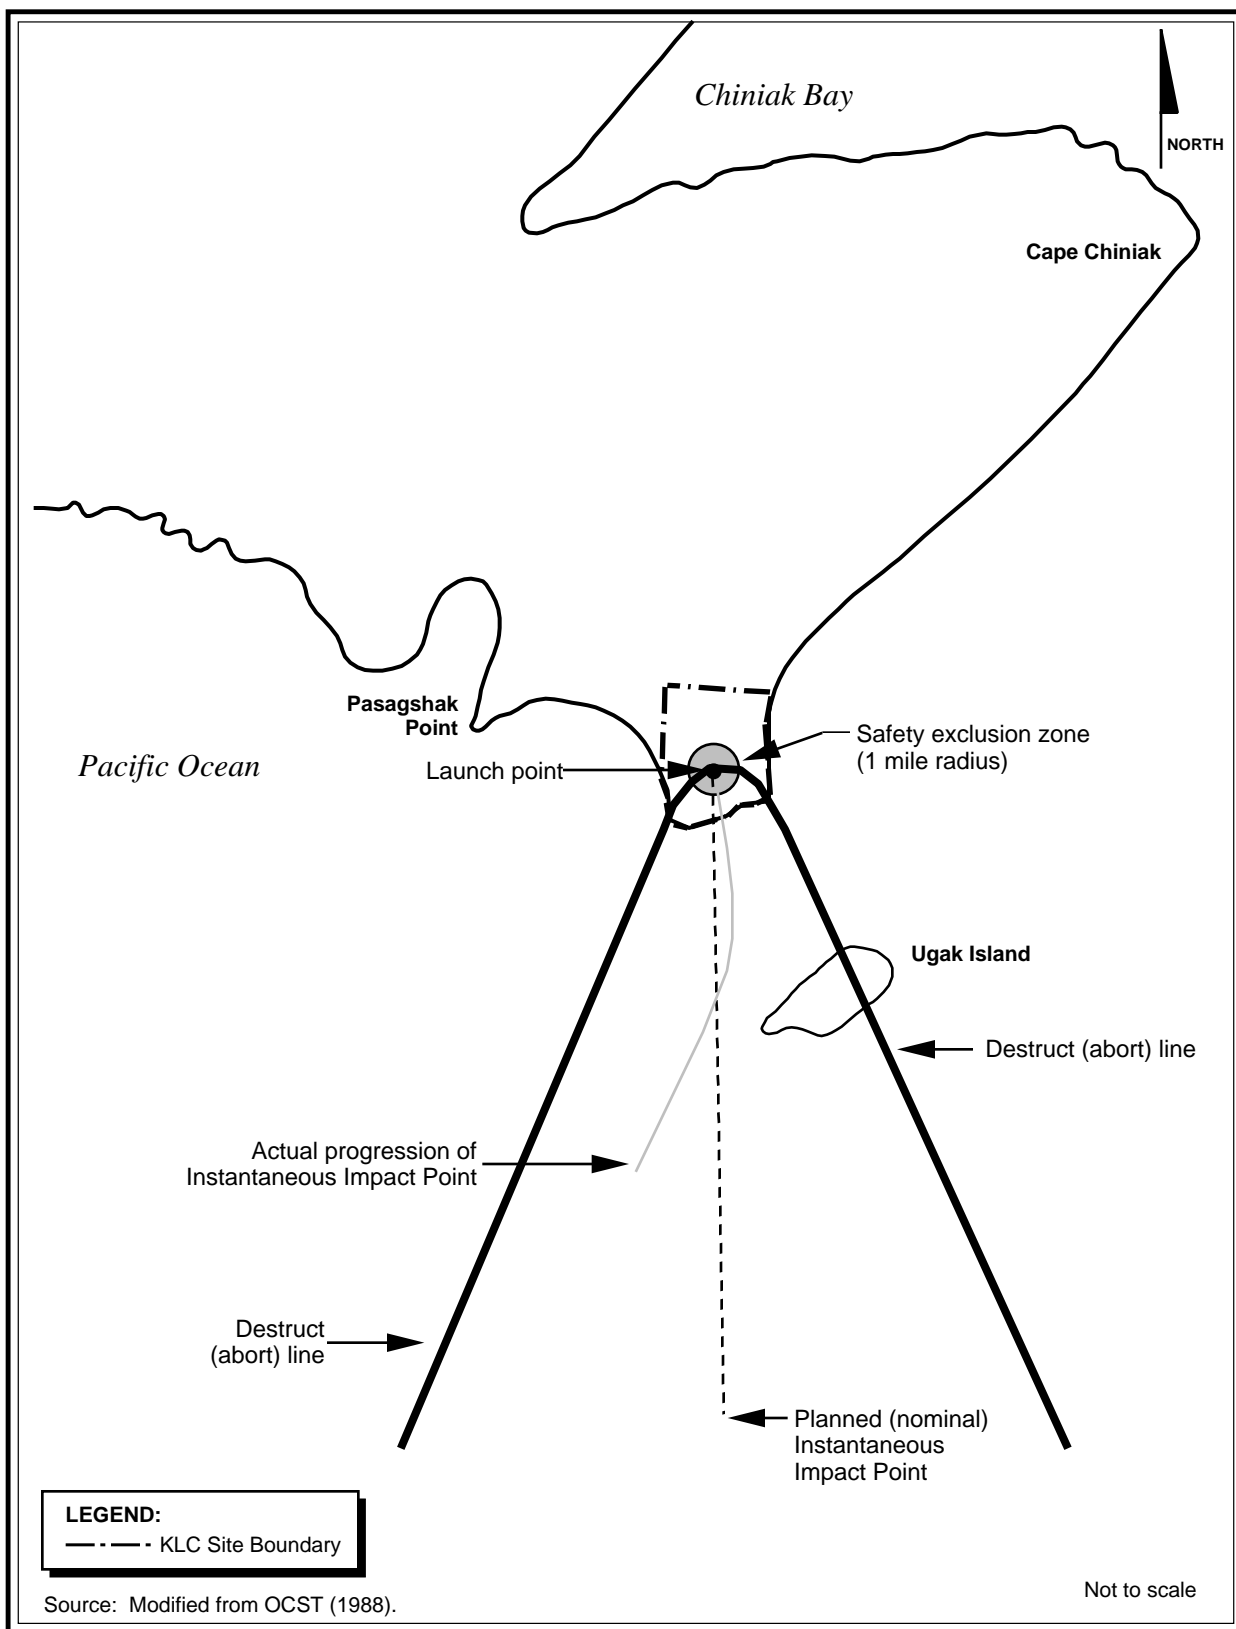 Chiniak Bay
NORTH
Cape Chiniak
Pasagshak
Point
Pacific Ocean
Launch point
Safety exclusion zone
(1 mile radius)
Ugak Island
Destruct (abort) line
Actual progression of
Instantaneous Impact Point
Destruct
(abort) line
Planned (nominal)
Instantaneous
Impact Point
LEGEND:
KLC Site Boundary
Not to scale
Source: Modified from OCST (1988).